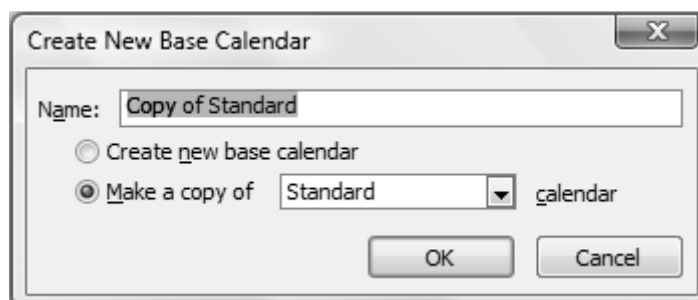 Create New Base Calendar
Name: Copy of Standard
Create new base calendar
Make a copy of Standard calendar
OK Cancel